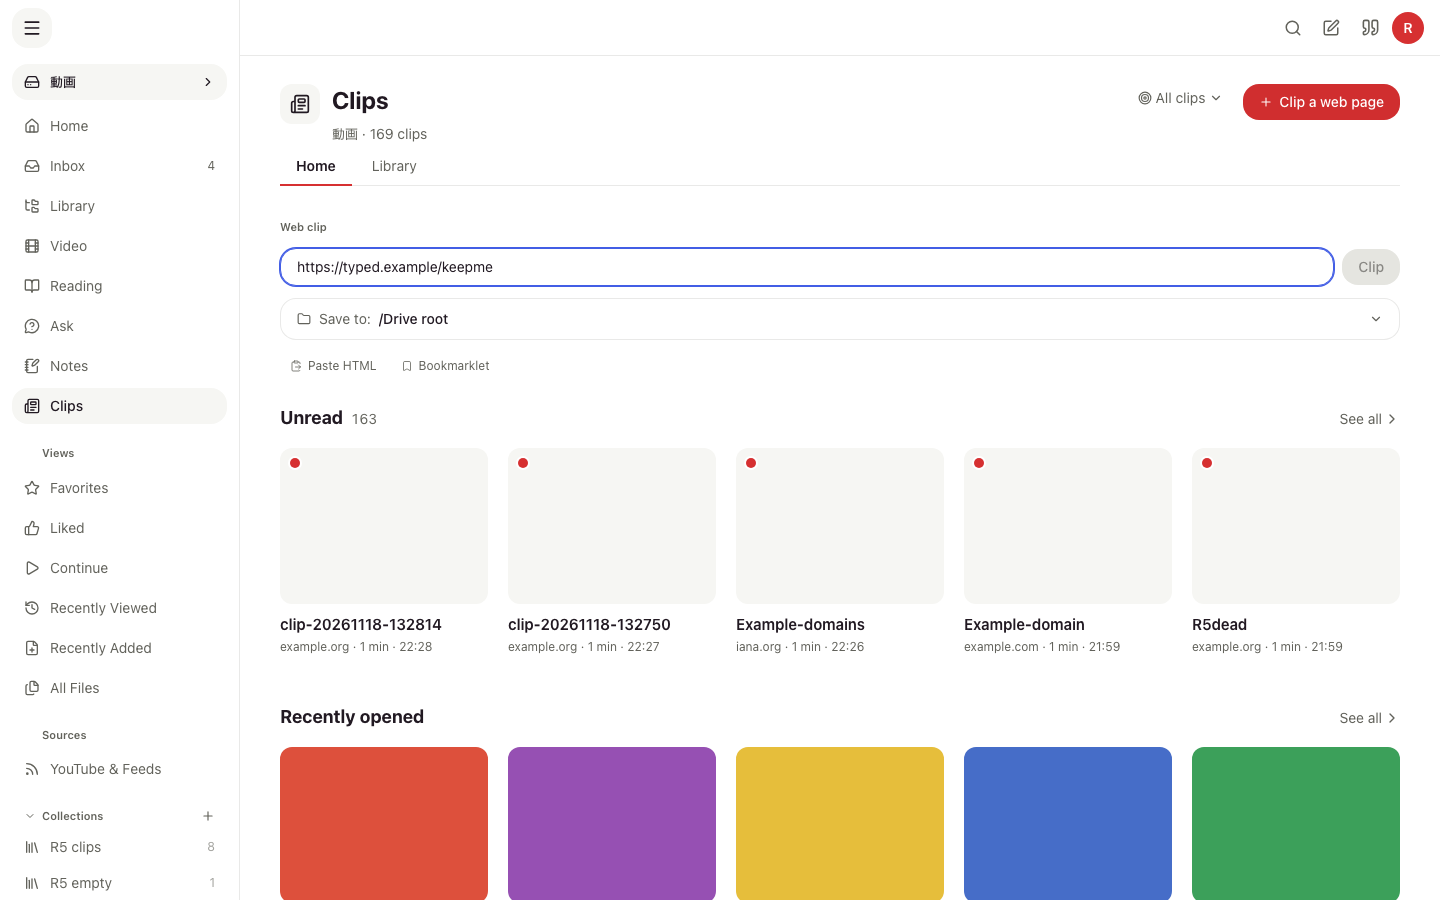 動画
Home
Inbox 4
Library
Video
Reading
Ask
Notes
Clips
Views
Favorites
Liked
Continue
Recently Viewed
Recently Added
All Files
Sources
YouTube & Feeds
Collections
R5 clips 8
R5 empty 1
R
Clips
動画 · 169 clips
All clips
Clip a web page
Home Library
Web clip
https://typed.example/keepme
Clip
Save to: /Drive root
Paste HTML Bookmarklet
Unread 163
See all
clip-20261118-132814
example.org · 1 min · 22:28
clip-20261118-132750
example.org · 1 min · 22:27
Example-domains
iana.org · 1 min · 22:26
Example-domain
example.com · 1 min · 21:59
R5dead
example.org · 1 min · 21:59
Recently opened
See all